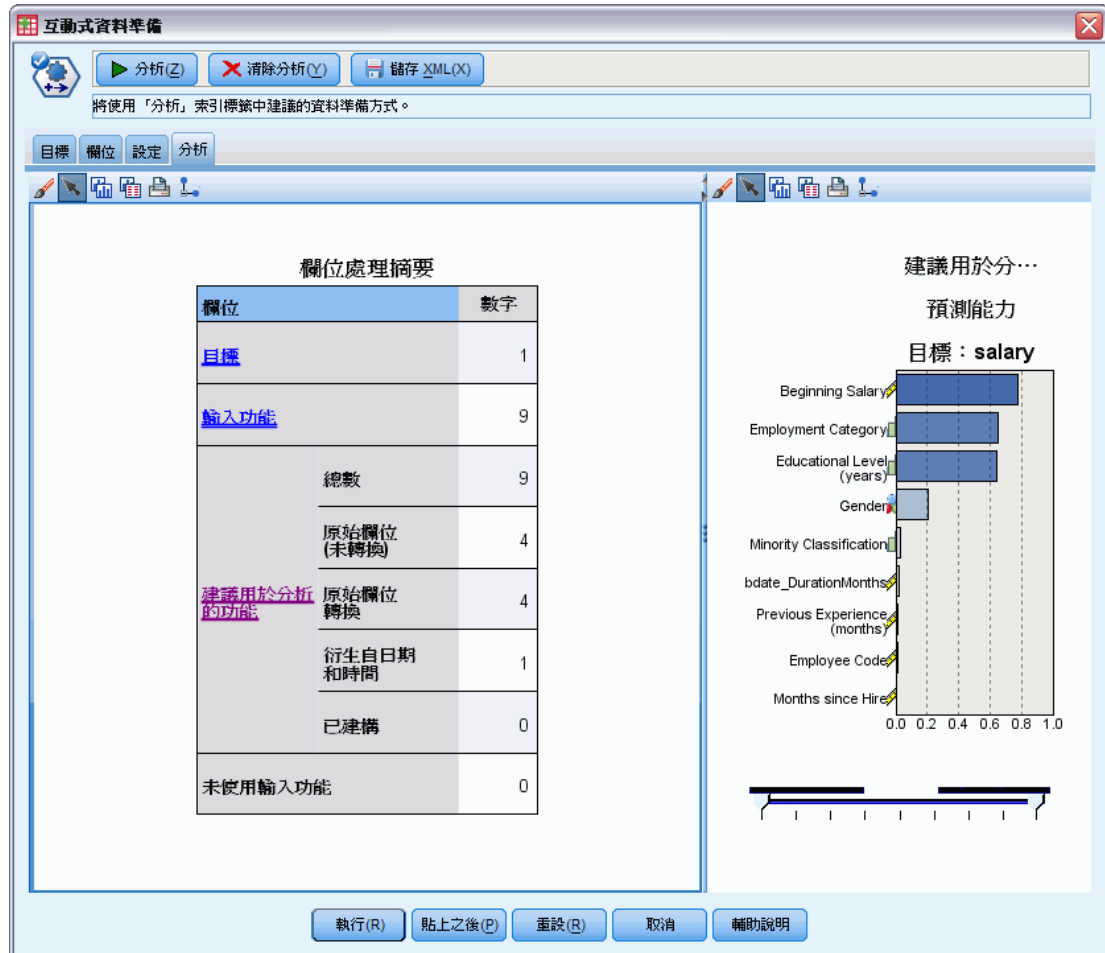 互動式資料準備
分析(Z)
清除分析(Y)
儲存 XML(X)
將使用「分析」索引標籤中建議的資料準備方式。
目標
欄位
設定
分析
欄位處理摘要
欄位
數字
目標
1
輸入功能
9
建議用於分析
的功能
總數
9
原始欄位
(未轉換)
4
原始欄位
轉換
4
衍生自日期
和時間
1
已建構
0
未使用輸入功能
0
建議用於分⋯
預測能力
目標：salary
Beginning Salary
Employment Category
Educational Level
(years)
Gender
Minority Classification
bdate_DurationMonths
Previous Experience
(months)
Employee Code
Months since Hire
0.0 0.2 0.4 0.6 0.8 1.0
執行(R)
貼上之後(P)
重設(R)
取消
輔助說明